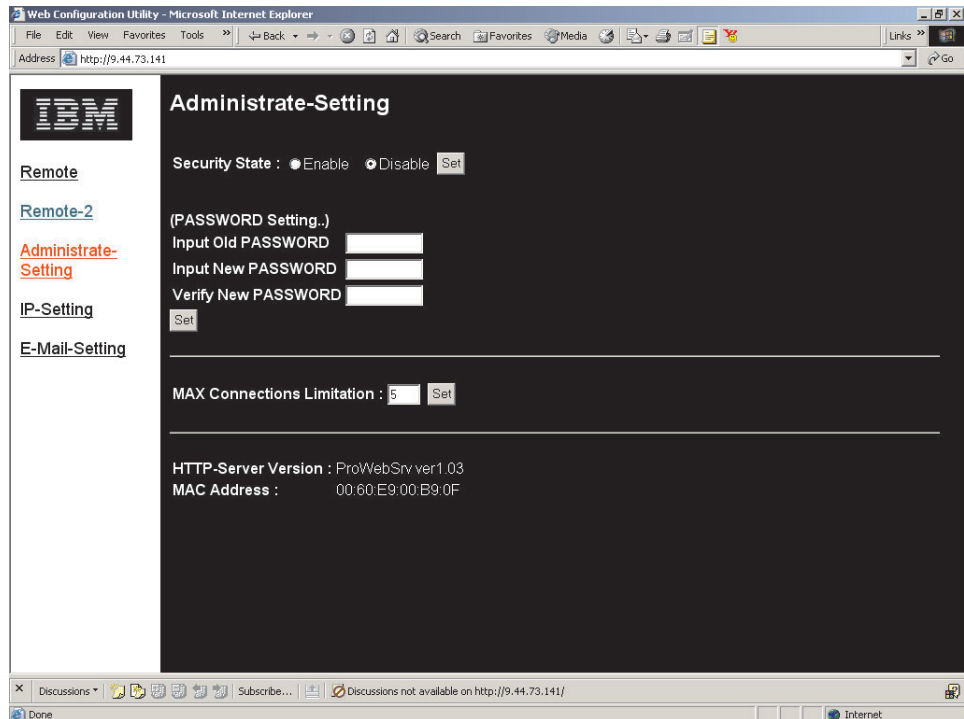 Web Configuration Utility - Microsoft Internet Explorer
File Edit View Favorites Tools » Back Search Favorites Media Links »
Address http://9.44.73.141 Go
IBM
Remote
Remote-2
Administrate-
Setting
IP-Setting
E-Mail-Setting
Administrate-Setting
Security State : Enable Disable Set
(PASSWORD Setting..)
Input Old PASSWORD
Input New PASSWORD
Verify New PASSWORD
Set
MAX Connections Limitation : 5 Set
HTTP-Server Version : ProWebSrv ver1.03
MAC Address : 00:60:E9:00:B9:0F
Discussions Subscribe... Discussions not available on http://9.44.73.141/
Done Internet